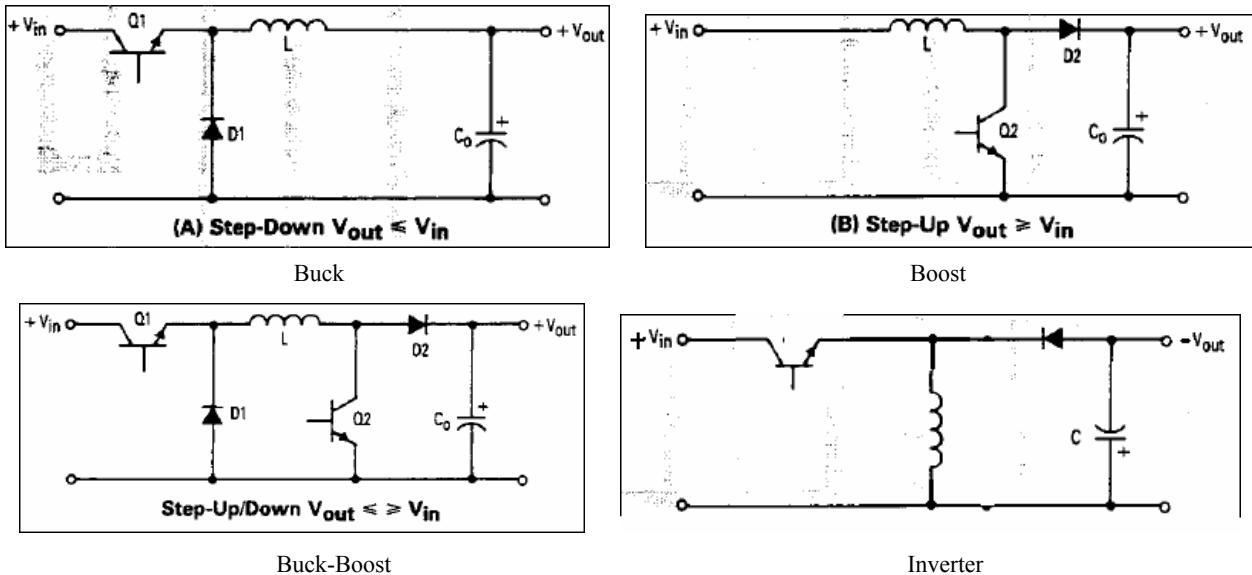 + Vin
Q1
L
+ Vout
D1
Co
+
(A) Step-Down Vout ≤ Vin
Buck
+ Vin
L
D2
+ Vout
Q2
Co
+
(B) Step-Up Vout ≥ Vin
Boost
+ Vin
Q1
L
D2
+ Vout
D1
Q2
Co
+
Step-Up/Down Vout ≤ ≥ Vin
Buck-Boost
+ Vin
- Vout
C
+
Inverter